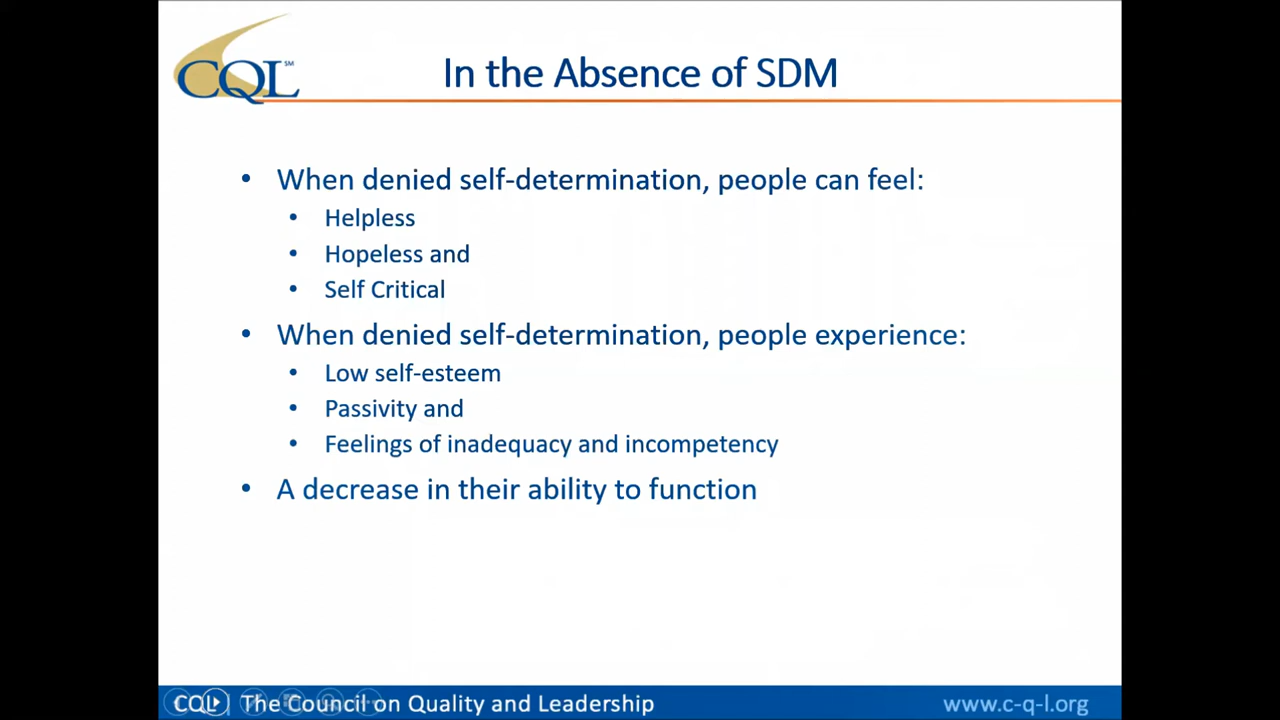 CQL℠
In the Absence of SDM
• When denied self-determination, people can feel:
• Helpless
• Hopeless and
• Self Critical
• When denied self-determination, people experience:
• Low self-esteem
• Passivity and
• Feelings of inadequacy and incompetency
• A decrease in their ability to function
CQL | The Council on Quality and Leadership
www.c-q-l.org